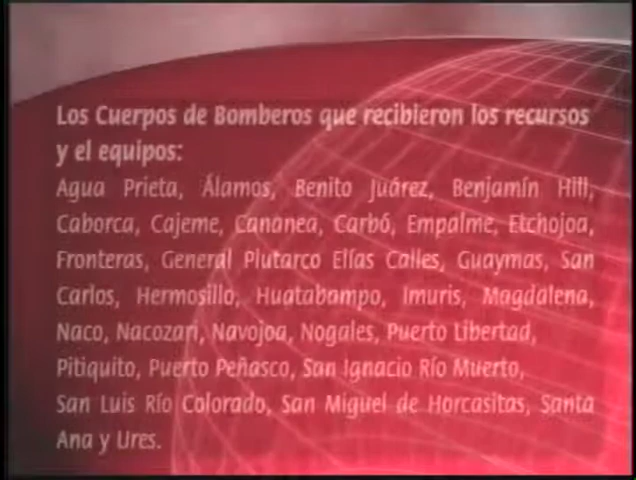 Los Cuerpos de Bomberos que recibieron los recursos
y el equipos:
Agua Prieta, Álamos, Benito Juárez, Benjamín Hill,
Caborca, Cajeme, Cananea, Carbó, Empalme, Etchojoa,
Fronteras, General Plutarco Elías Calles, Guaymas, San
Carlos, Hermosillo, Huatabampo, Imuris, Magdalena,
Naco, Nacozari, Navojoa, Nogales, Puerto Libertad,
Pitiquito, Puerto Peñasco, San Ignacio Río Muerto,
San Luis Río Colorado, San Miguel de Horcasitas, Santa
Ana y Ures.